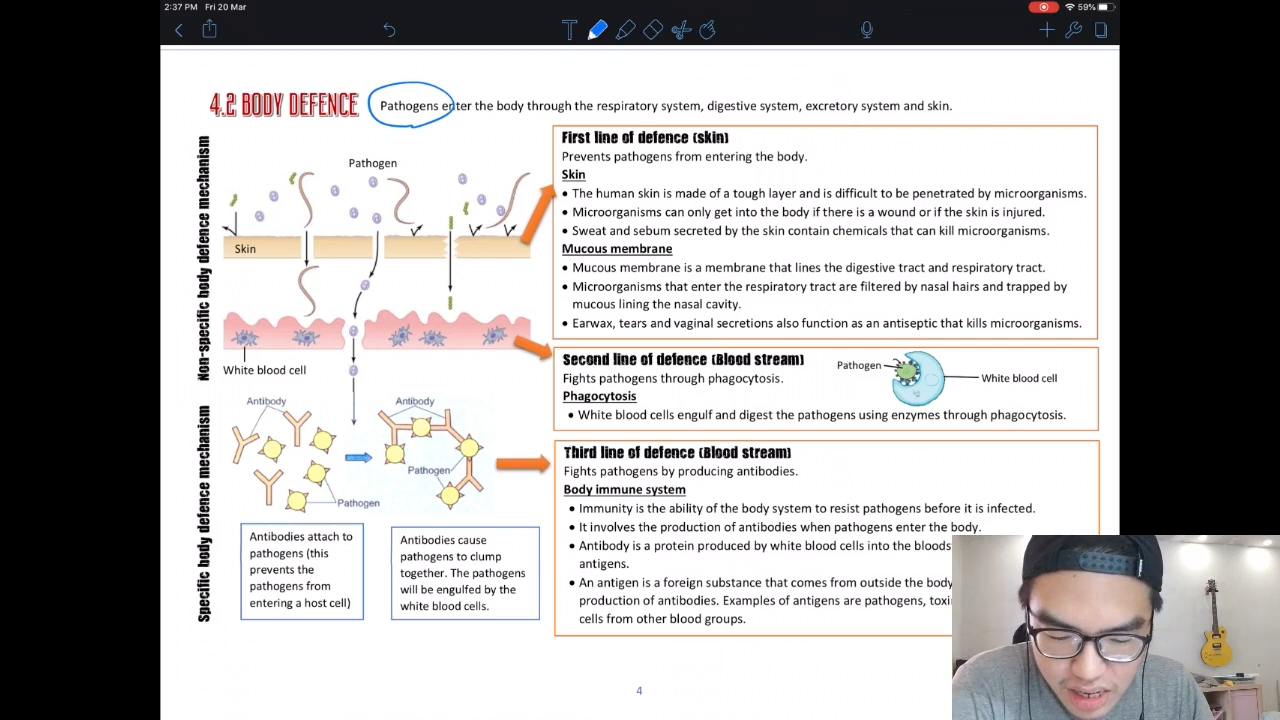 2:37 PM Fri 20 Mar
59%
4.2 BODY DEFENCE
Pathogens enter the body through the respiratory system, digestive system, excretory system and skin.
Non-specific body defence mechanism
Pathogen
Skin
White blood cell
First line of defence (skin)
Prevents pathogens from entering the body.
Skin
• The human skin is made of a tough layer and is difficult to be penetrated by microorganisms.
• Microorganisms can only get into the body if there is a wound or if the skin is injured.
• Sweat and sebum secreted by the skin contain chemicals that can kill microorganisms.
Mucous membrane
• Mucous membrane is a membrane that lines the digestive tract and respiratory tract.
• Microorganisms that enter the respiratory tract are filtered by nasal hairs and trapped by
mucous lining the nasal cavity.
• Earwax, tears and vaginal secretions also function as an antiseptic that kills microorganisms.
Second line of defence (Blood stream)
Fights pathogens through phagocytosis.
Phagocytosis
• White blood cells engulf and digest the pathogens using enzymes through phagocytosis.
Pathogen
White blood cell
Specific body defence mechanism
Antibody
Pathogen
Antibody
Pathogen
Antibodies attach to
pathogens (this
prevents the
pathogens from
entering a host cell)
Antibodies cause
pathogens to clump
together. The pathogens
will be engulfed by the
white blood cells.
Third line of defence (Blood stream)
Fights pathogens by producing antibodies.
Body immune system
• Immunity is the ability of the body system to resist pathogens before it is infected.
• It involves the production of antibodies when pathogens enter the body.
• Antibody is a protein produced by white blood cells into the
antigens.
• An antigen is a foreign substance that comes from outside the body
production of antibodies. Examples of antigens are pathogens,
cells from other blood groups.
4